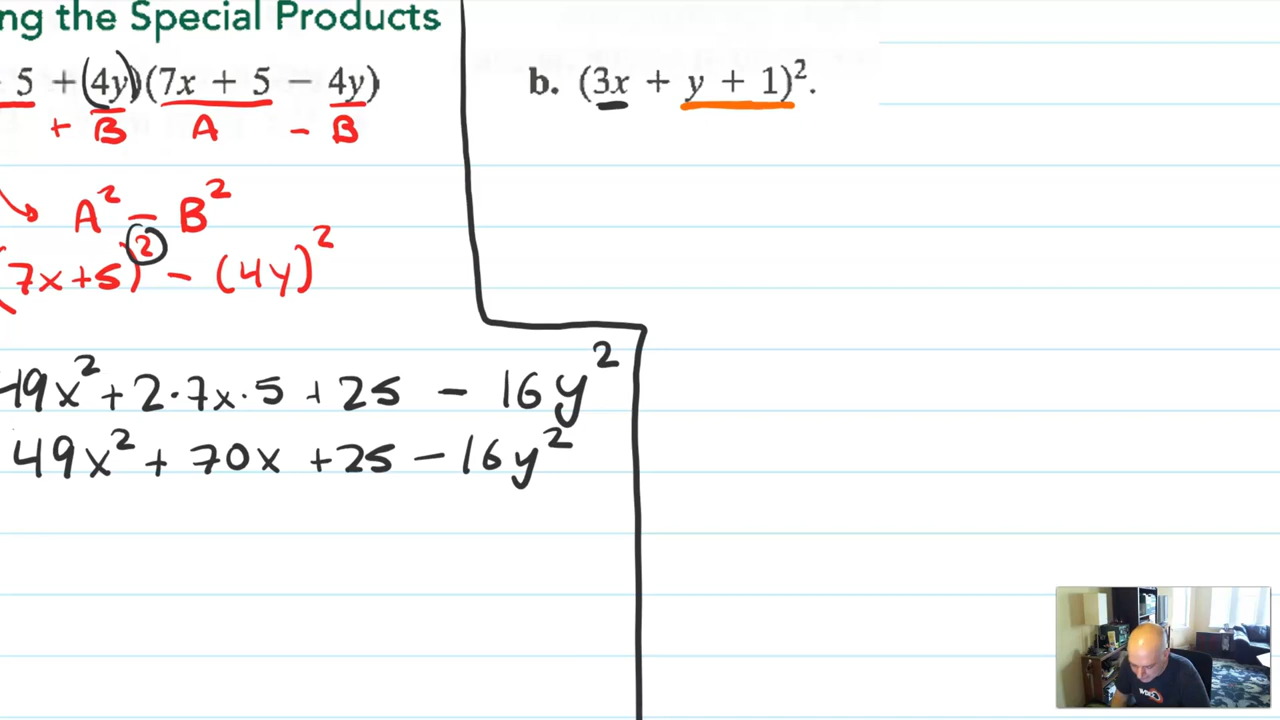 ng the Special Products
5 + (4y)(7x + 5 − 4y)
+ B A − B
A² − B²
(7x+5)² − (4y)²
49x² + 2·7x·5 + 25 − 16y²
49x² + 70x + 25 − 16y²
b. (3x + y + 1)².